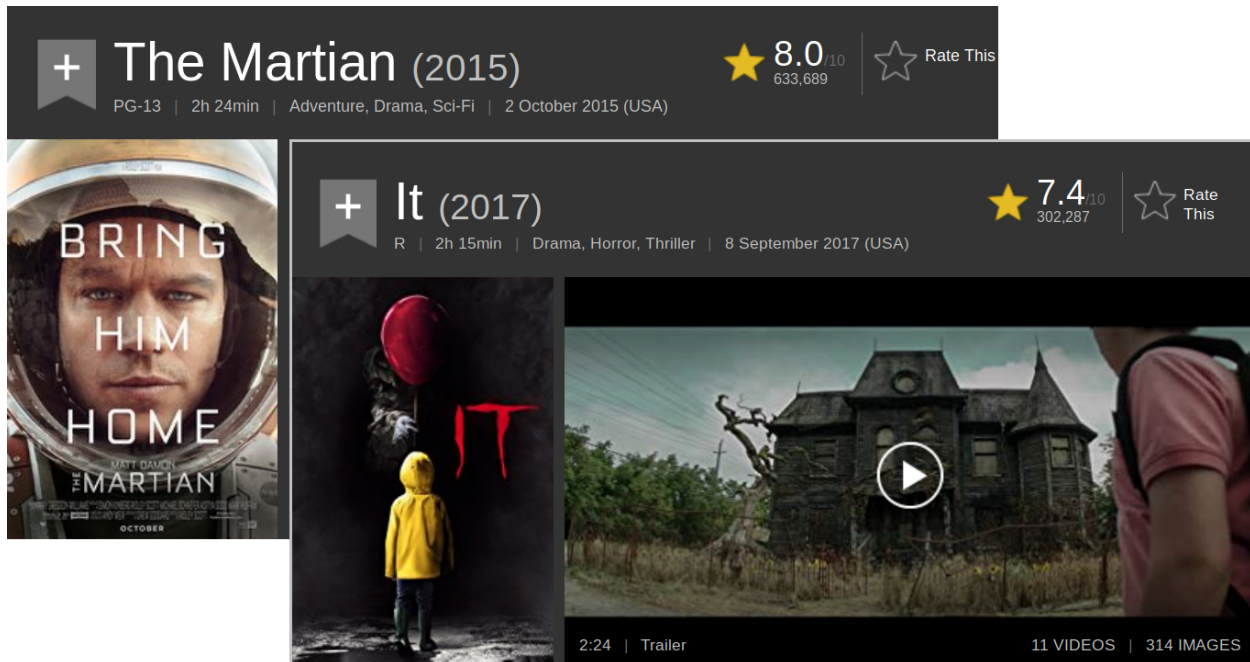 The Martian (2015)
8.0/10
633,689
Rate This
PG-13 | 2h 24min | Adventure, Drama, Sci-Fi | 2 October 2015 (USA)
BRING
HIM
HOME
MATT DAMON
THE MARTIAN
OCTOBER
It (2017)
7.4/10
302,287
Rate
This
R | 2h 15min | Drama, Horror, Thriller | 8 September 2017 (USA)
IT
2:24 | Trailer
11 VIDEOS | 314 IMAGES